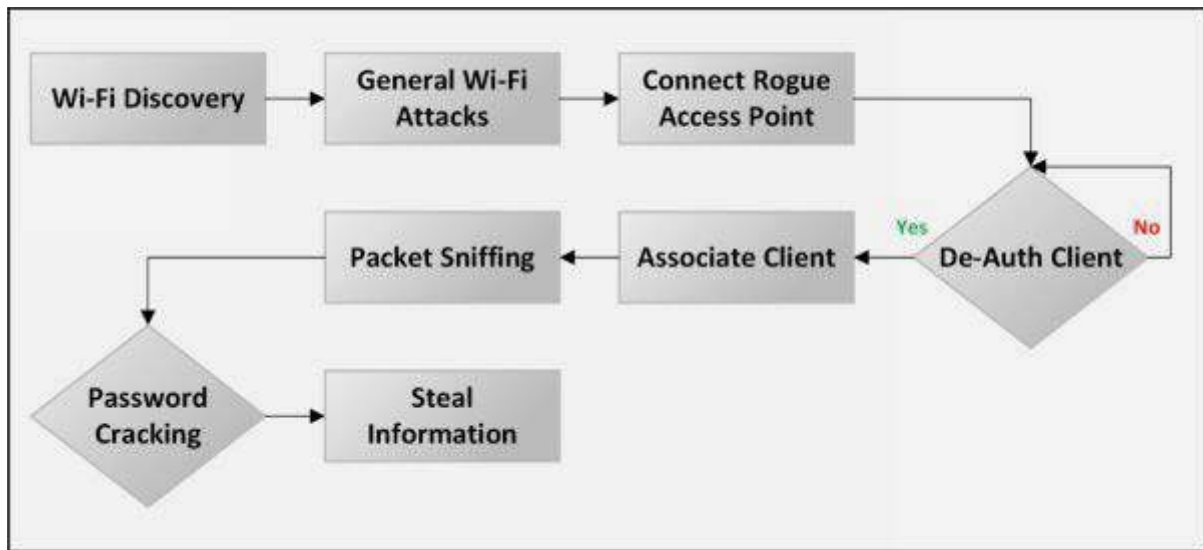 Wi-Fi Discovery
General Wi-Fi
Attacks
Connect Rogue
Access Point
De-Auth Client
Yes
No
Associate Client
Packet Sniffing
Password
Cracking
Steal
Information